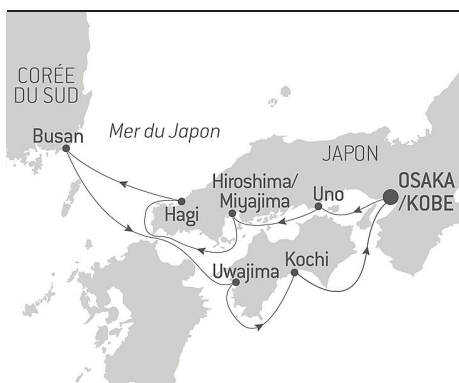 CORÉE
DU SUD
Busan
Mer du Japon
JAPON
Hiroshima/
Miyajima
Uno
OSAKA
/KOBE
Hagi
Uwajima
Kochi